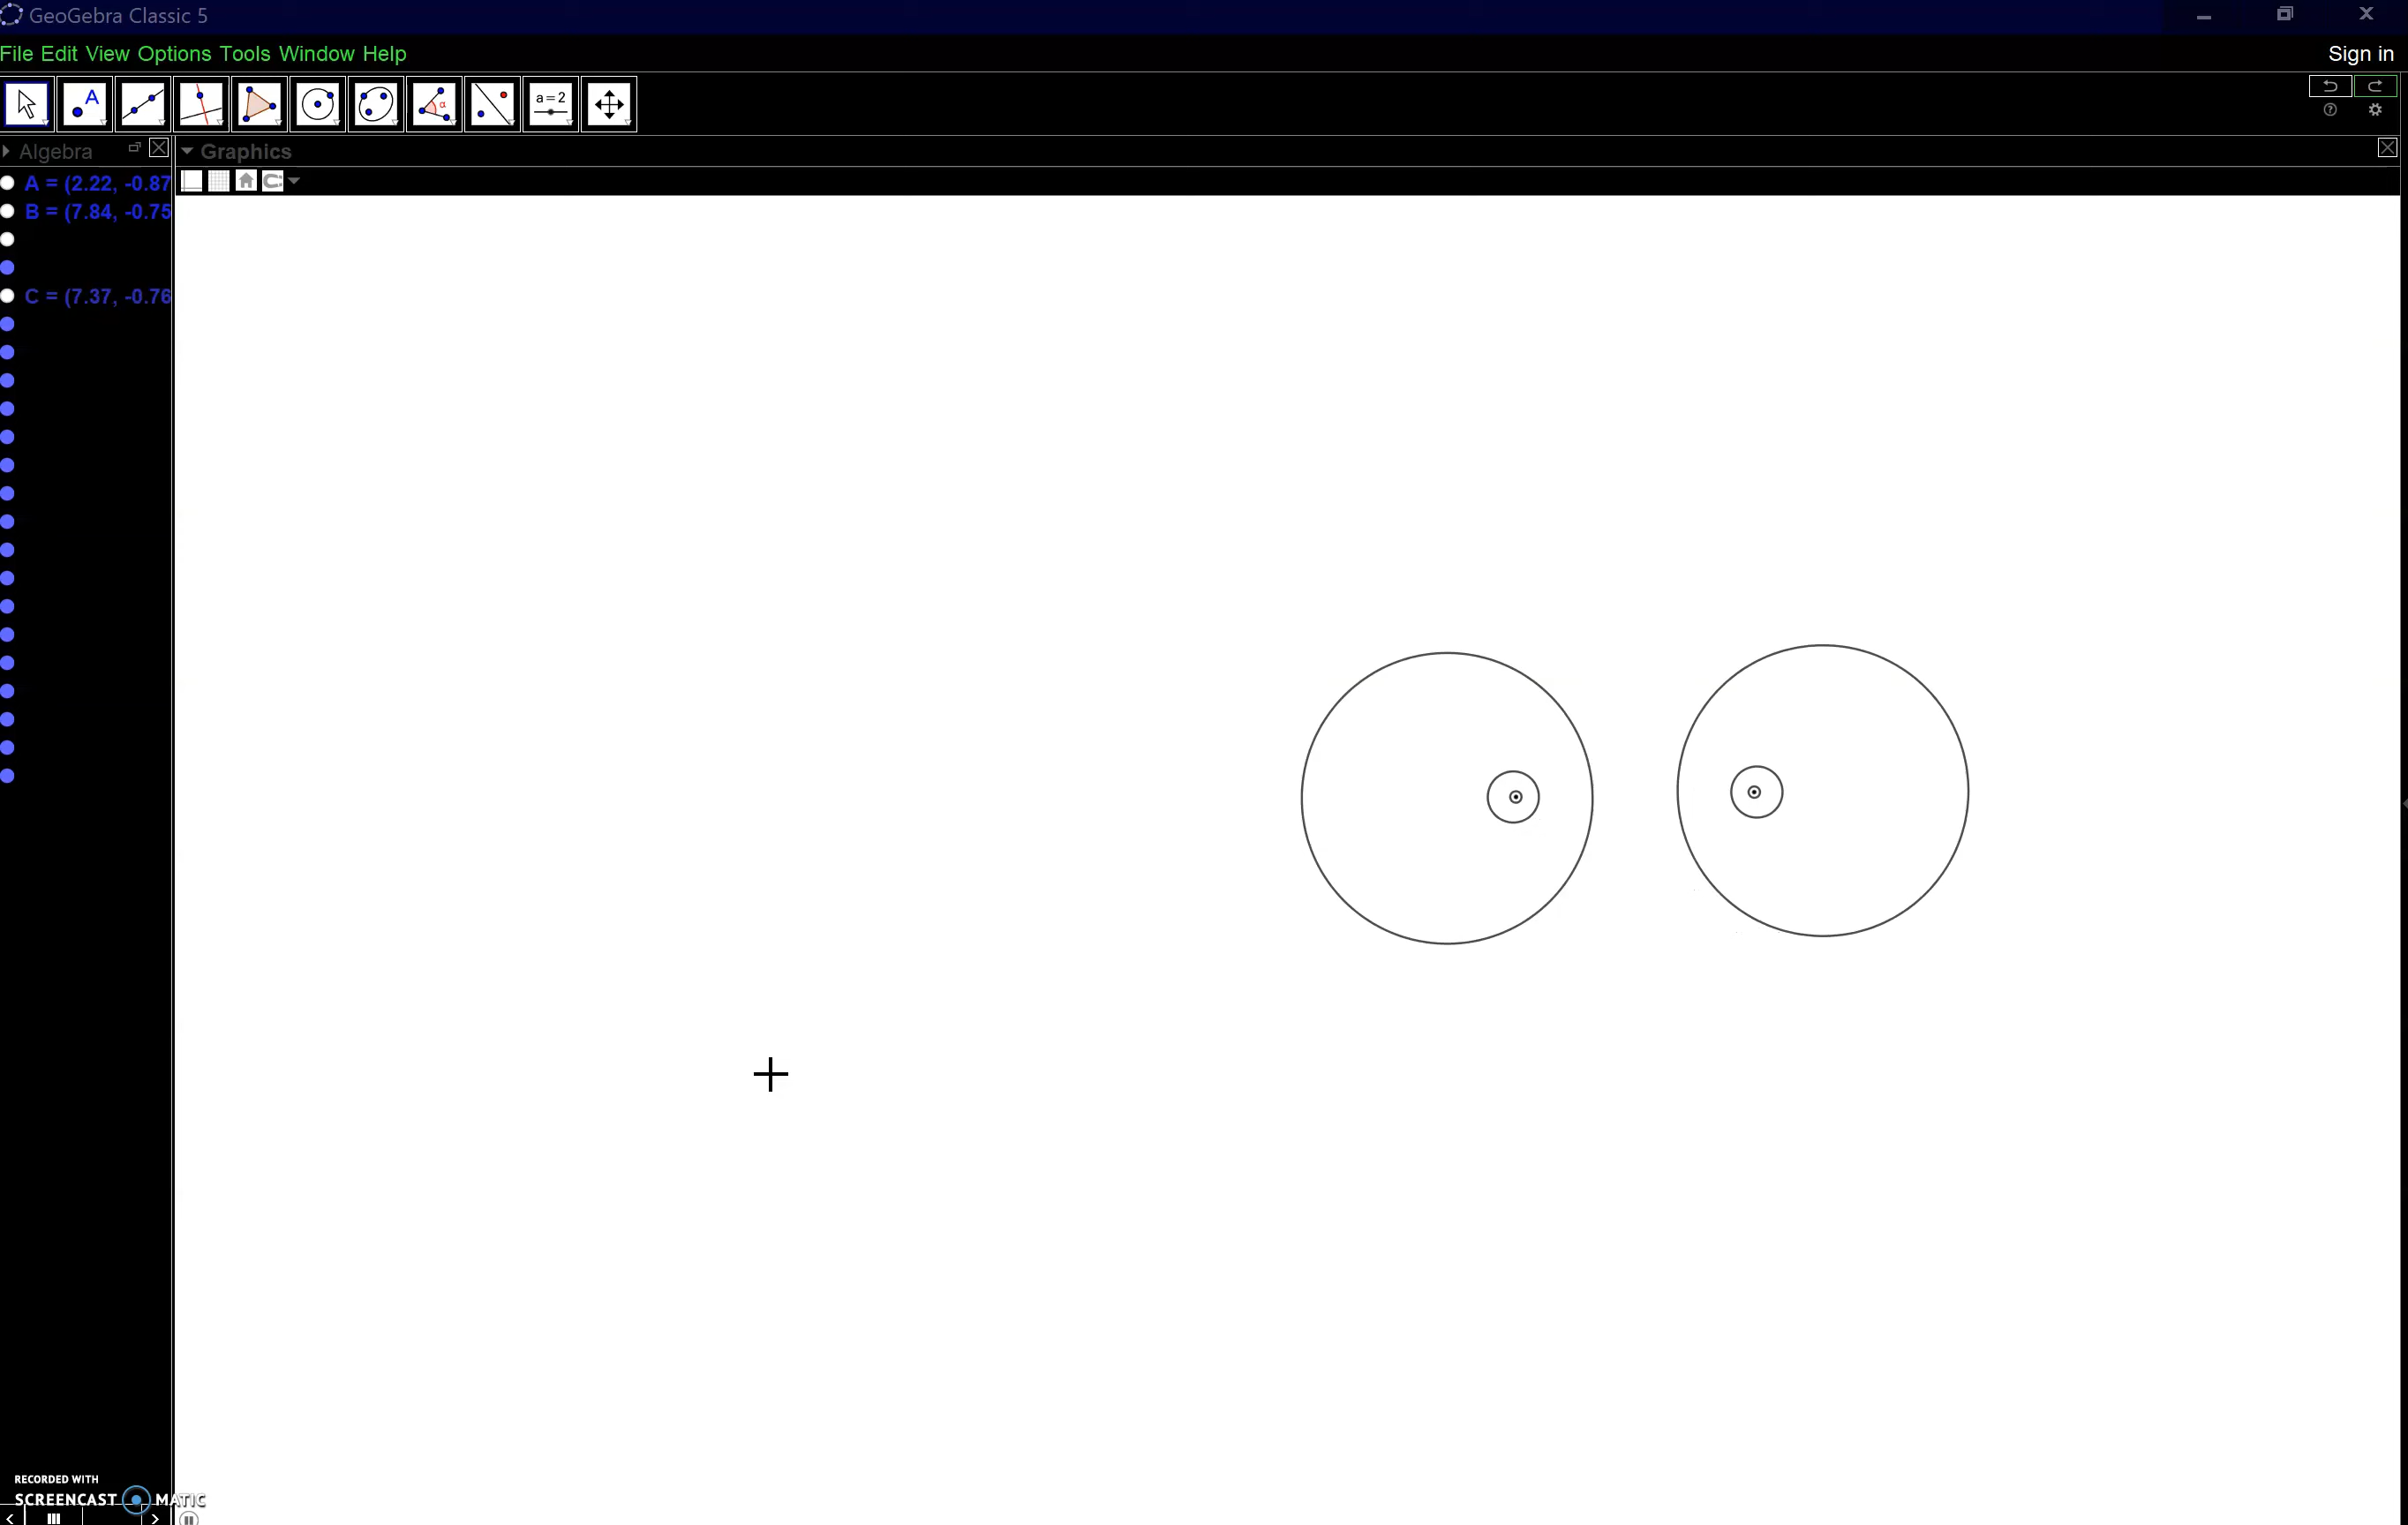 GeoGebra Classic 5
File Edit View Options Tools Window Help
Sign in
A
α
a=2
Algebra
Graphics
A = (2.22, -0.87
B = (7.84, -0.75
C = (7.37, -0.76
RECORDED WITH
SCREENCAST MATIC